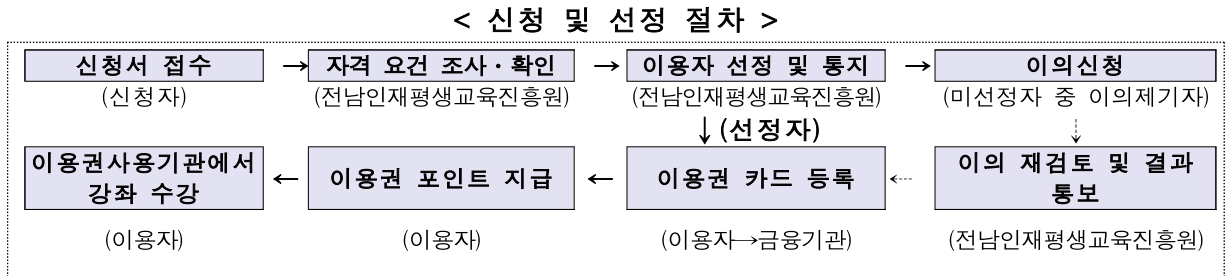 < 신청 및 선정 절차 >
신청서 접수 → 자격 요건 조사·확인 → 이용자 선정 및 통지 → 이의신청
(신청자) (전남인재평생교육진흥원) (전남인재평생교육진흥원) (미선정자 중 이의제기자)
↓ (선정자)
이용권사용기관에서 강좌 수강 ← 이용권 포인트 지급 ← 이용권 카드 등록 ← 이의 재검토 및 결과 통보
(이용자) (이용자) (이용자→금융기관) (전남인재평생교육진흥원)